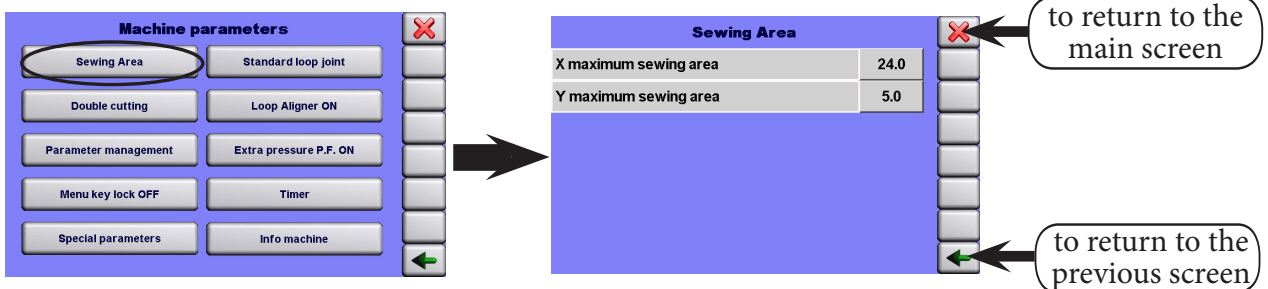 Machine parameters
Sewing Area
Standard loop joint
Double cutting
Loop Aligner ON
Parameter management
Extra pressure P.F. ON
Menu key lock OFF
Timer
Special parameters
Info machine
Sewing Area
X maximum sewing area 24.0
Y maximum sewing area 5.0
to return to the
main screen
to return to the
previous screen